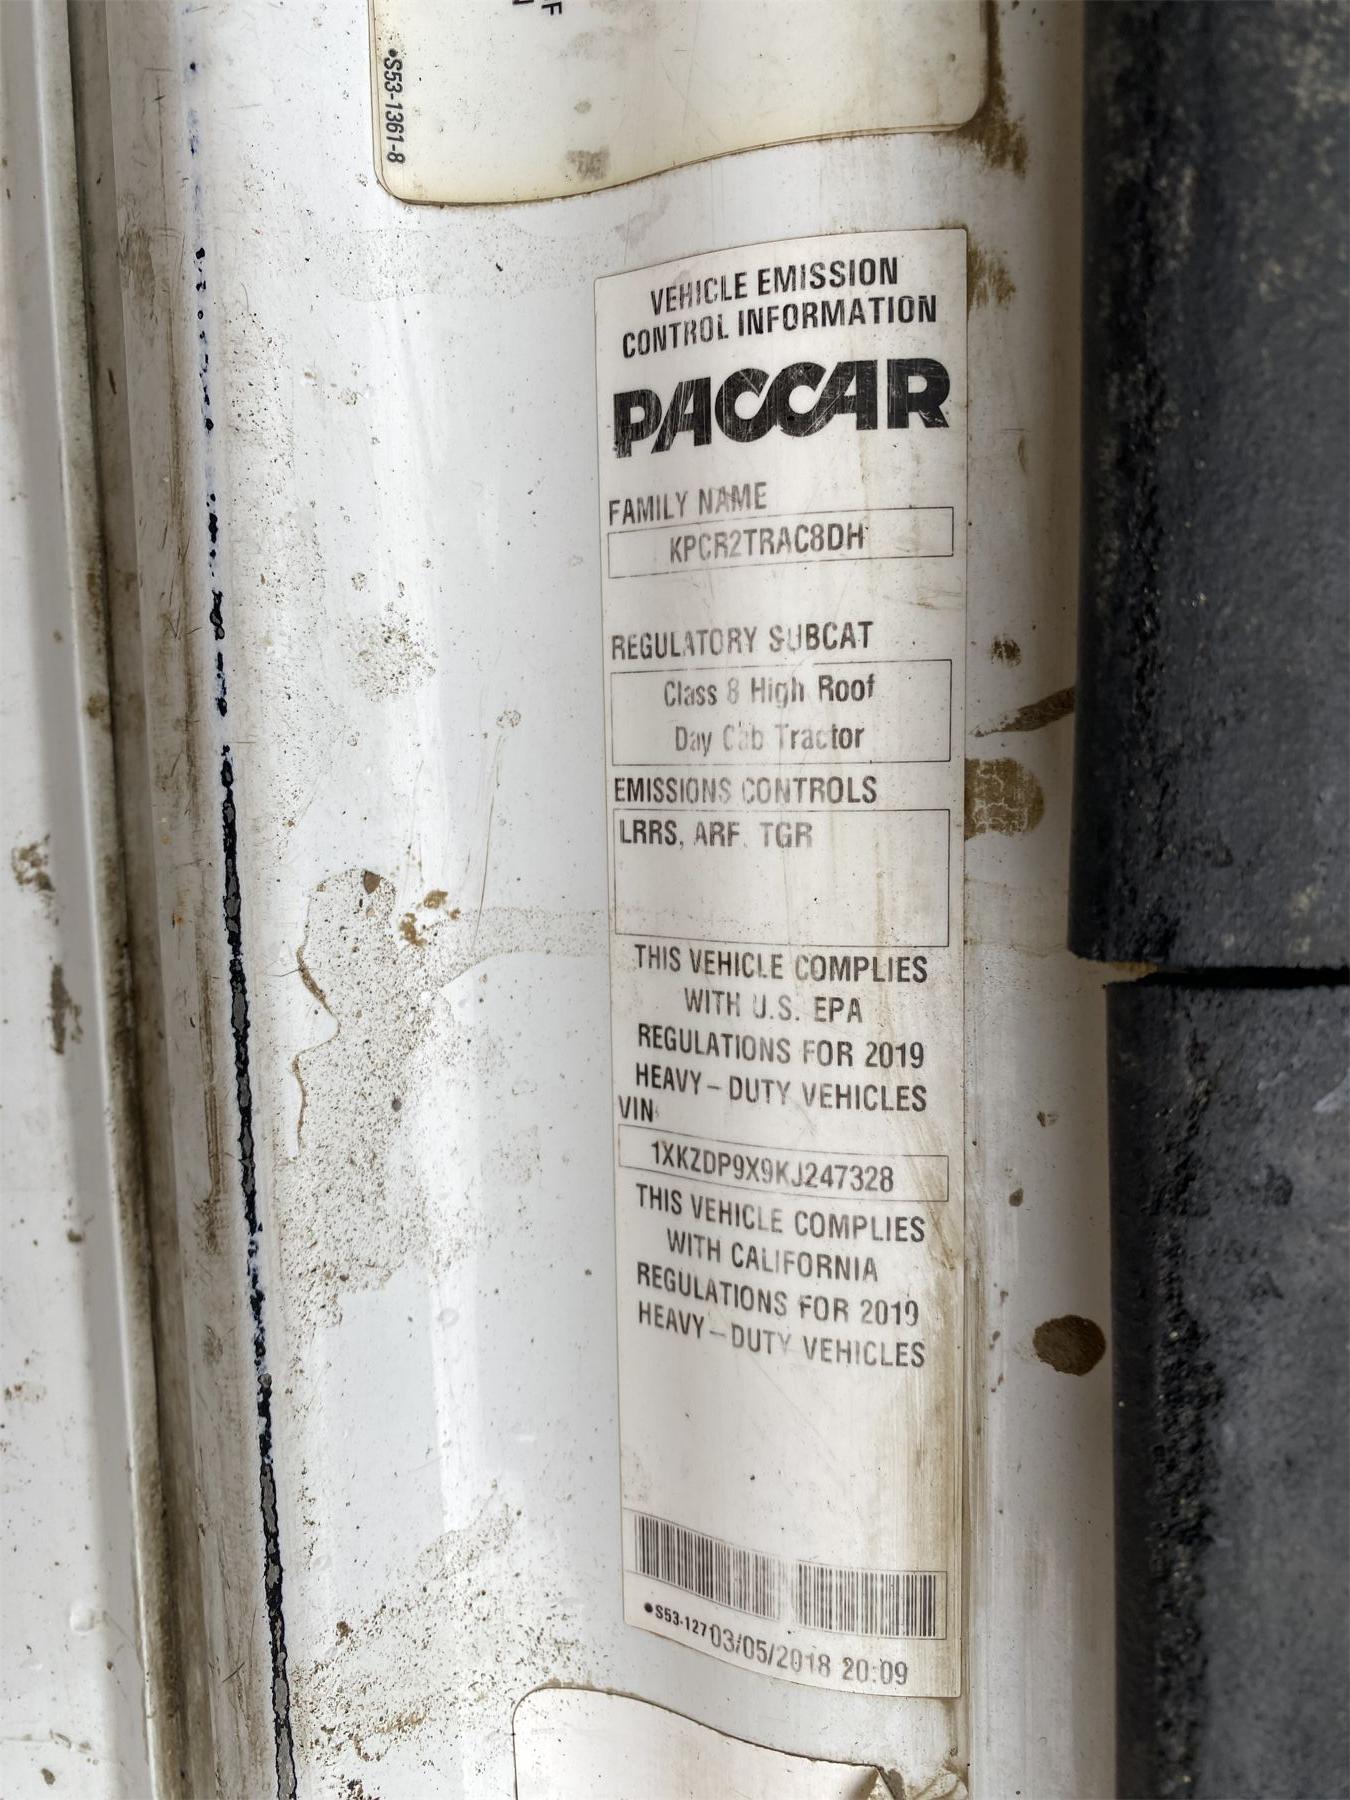 •S53-1361-8
VEHICLE EMISSION
CONTROL INFORMATION
PACCAR
FAMILY NAME
KPCR2TRAC8DH
REGULATORY SUBCAT
Class 8 High Roof
Day Cab Tractor
EMISSIONS CONTROLS
LRRS, ARF, TGR
THIS VEHICLE COMPLIES
WITH U.S. EPA
REGULATIONS FOR 2019
HEAVY-DUTY VEHICLES
VIN
1XKZDP9X9KJ247328
THIS VEHICLE COMPLIES
WITH CALIFORNIA
REGULATIONS FOR 2019
HEAVY-DUTY VEHICLES
•S53-127103/05/2018 20:09